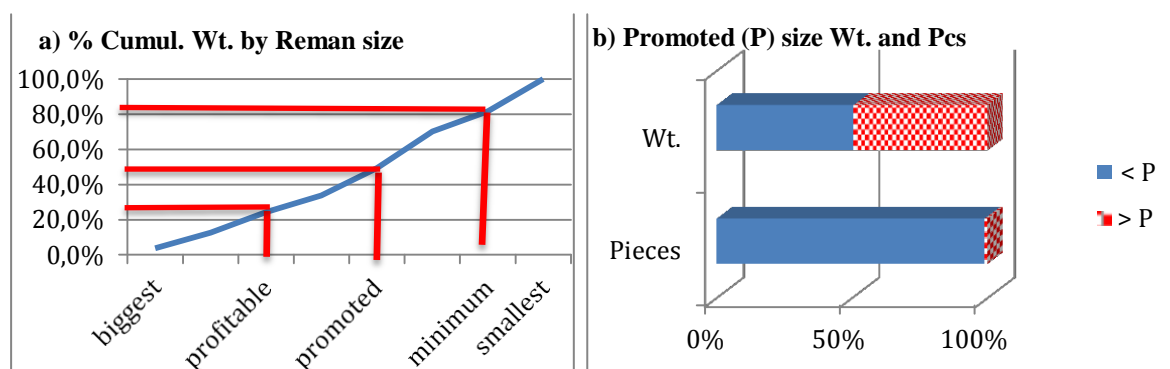 a) % Cumul. Wt. by Reman size
100,0%
80,0%
60,0%
40,0%
20,0%
0,0%
biggest
profitable
promoted
minimum
smallest
b) Promoted (P) size Wt. and Pcs
Wt.
Pieces
0%
50%
100%
< P
> P